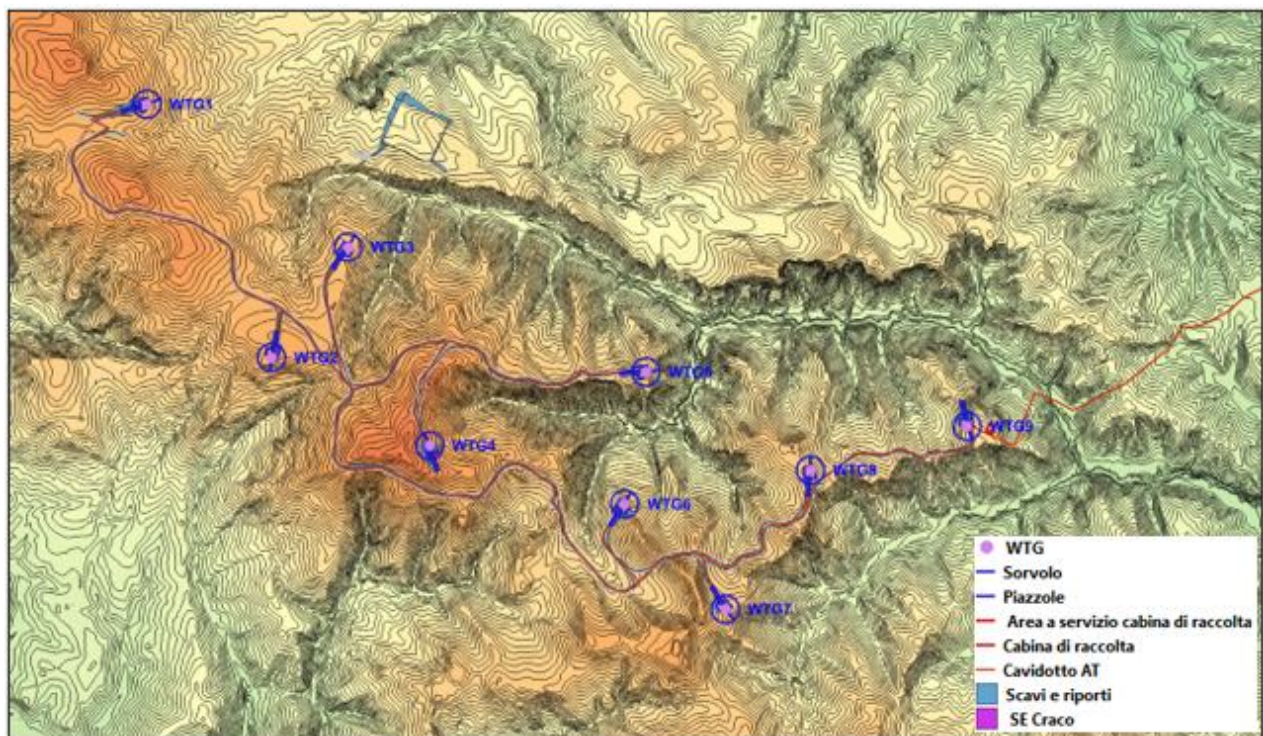 WTG1
WTG3
WTG2
WTG5
WTG9
WTG4
WTG8
WTG6
WTG7
WTG
Sorvolo
Piazzole
Area a servizio cabina di raccolta
Cabina di raccolta
Cavidotto AT
Scavi e riporti
SE Craco